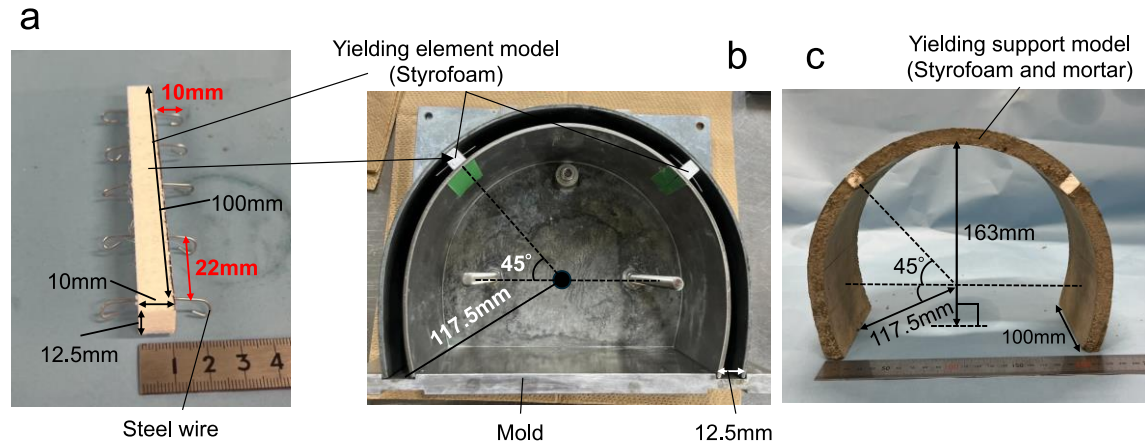 a
Yielding element model
(Styrofoam)
b
c
Yielding support model
(Styrofoam and mortar)
10mm
100mm
22mm
10mm
12.5mm
1 2 3 4
Steel wire
45°
117.5mm
Mold
12.5mm
163mm
45°
117.5mm
100mm